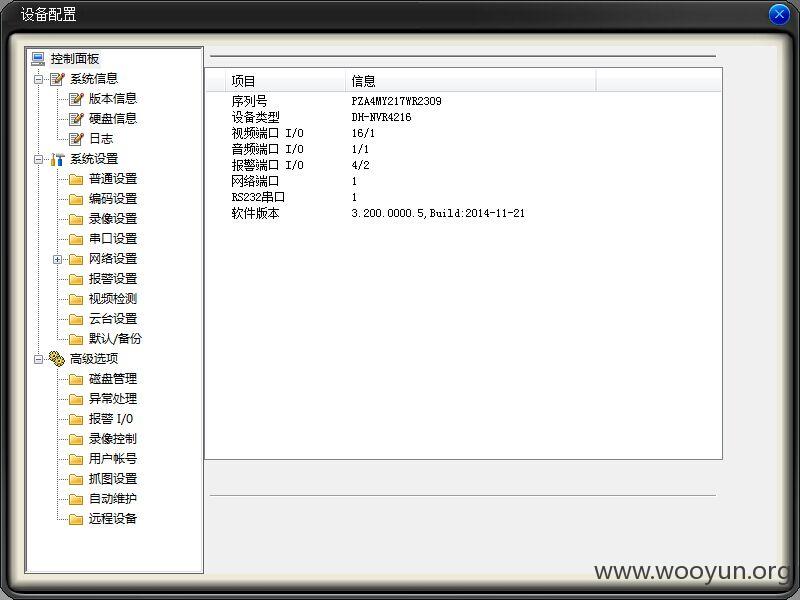 设备配置
控制面板
系统信息
版本信息
硬盘信息
日志
系统设置
普通设置
编码设置
录像设置
串口设置
网络设置
报警设置
视频检测
云台设置
默认/备份
高级选项
磁盘管理
异常处理
报警 I/O
录像控制
用户帐号
抓图设置
自动维护
远程设备
项目 信息
序列号 PZA4MY217WR2309
设备类型 DH-NVR4216
视频端口 I/O 16/1
音频端口 I/O 1/1
报警端口 I/O 4/2
网络端口 1
RS232串口 1
软件版本 3.200.0000.5,Build:2014-11-21
www.wooyun.org